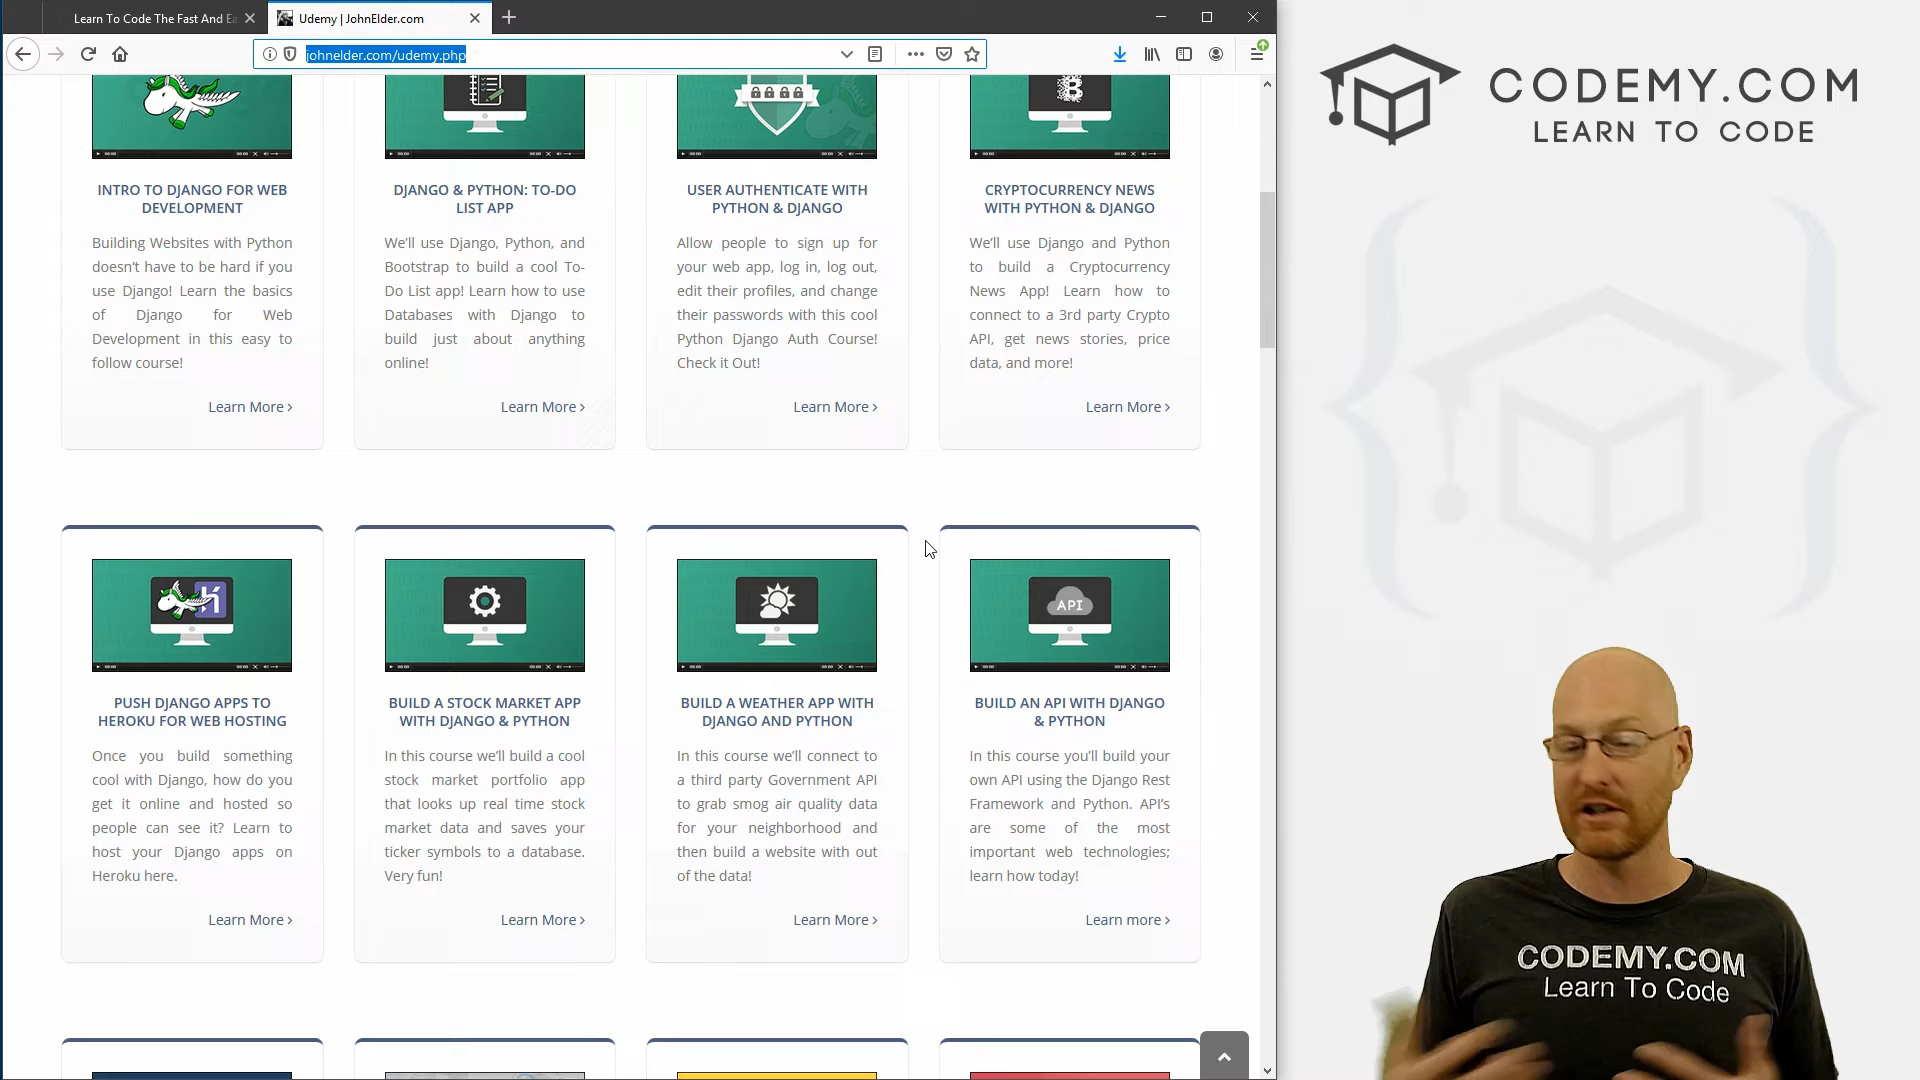 Learn To Code The Fast And Ea
Udemy | JohnElder.com
johnelder.com/udemy.php
CODEMY.COM
LEARN TO CODE
INTRO TO DJANGO FOR WEB
DEVELOPMENT
Building Websites with Python
doesn't have to be hard if you
use Django! Learn the basics
of Django for Web
Development in this easy to
follow course!
Learn More ›
DJANGO & PYTHON: TO-DO
LIST APP
We'll use Django, Python, and
Bootstrap to build a cool To-
Do List app! Learn how to use
Databases with Django to
build just about anything
online!
Learn More ›
USER AUTHENTICATE WITH
PYTHON & DJANGO
Allow people to sign up for
your web app, log in, log out,
edit their profiles, and change
their passwords with this cool
Python Django Auth Course!
Check it Out!
Learn More ›
CRYPTOCURRENCY NEWS
WITH PYTHON & DJANGO
We'll use Django and Python
to build a Cryptocurrency
News App! Learn how to
connect to a 3rd party Crypto
API, get news stories, price
data, and more!
Learn More ›
PUSH DJANGO APPS TO
HEROKU FOR WEB HOSTING
Once you build something
cool with Django, how do you
get it online and hosted so
people can see it? Learn to
host your Django apps on
Heroku here.
Learn More ›
BUILD A STOCK MARKET APP
WITH DJANGO & PYTHON
In this course we'll build a cool
stock market portfolio app
that looks up real time stock
market data and saves your
ticker symbols to a database.
Very fun!
Learn More ›
BUILD A WEATHER APP WITH
DJANGO AND PYTHON
In this course we'll connect to
a third party Government API
to grab smog air quality data
for your neighborhood and
then build a website with out
of the data!
Learn More ›
API
BUILD AN API WITH DJANGO
& PYTHON
In this course you'll build your
own API using the Django Rest
Framework and Python. API's
are some of the most
important web technologies;
learn how today!
Learn more ›
CODEMY.COM
Learn To Code